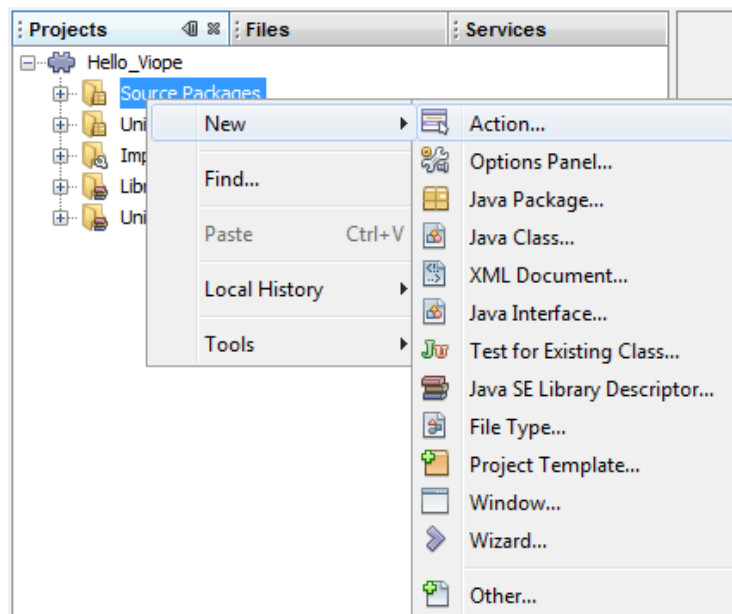 Projects Files Services
Hello_Viope
Source Packages
New
Find...
Paste Ctrl+V
Local History
Tools
Action...
Options Panel...
Java Package...
Java Class...
XML Document...
Java Interface...
Test for Existing Class...
Java SE Library Descriptor...
File Type...
Project Template...
Window...
Wizard...
Other...